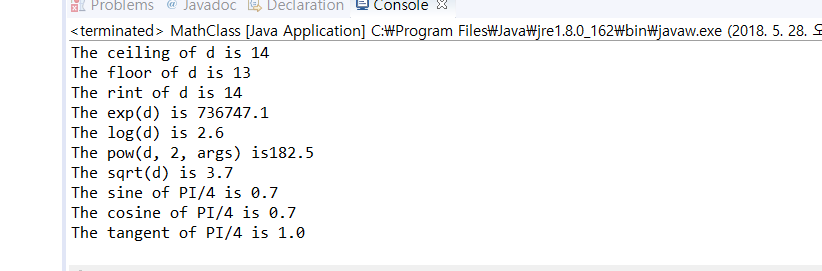 Problems @ Javadoc Declaration Console
<terminated> MathClass [Java Application] C:₩Program Files₩Java₩jre1.8.0_162₩bin₩javaw.exe (2018. 5. 28.
The ceiling of d is 14
The floor of d is 13
The rint of d is 14
The exp(d) is 736747.1
The log(d) is 2.6
The pow(d, 2, args) is182.5
The sqrt(d) is 3.7
The sine of PI/4 is 0.7
The cosine of PI/4 is 0.7
The tangent of PI/4 is 1.0